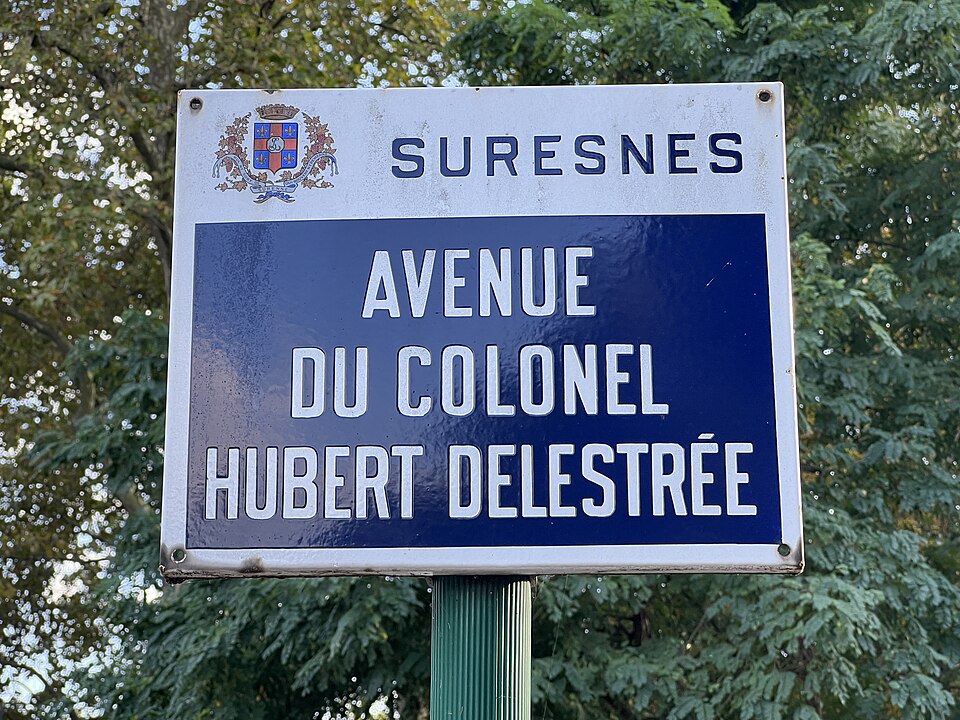 SURESNES
AVENUE
DU COLONEL
HUBERT DELESTRÉE